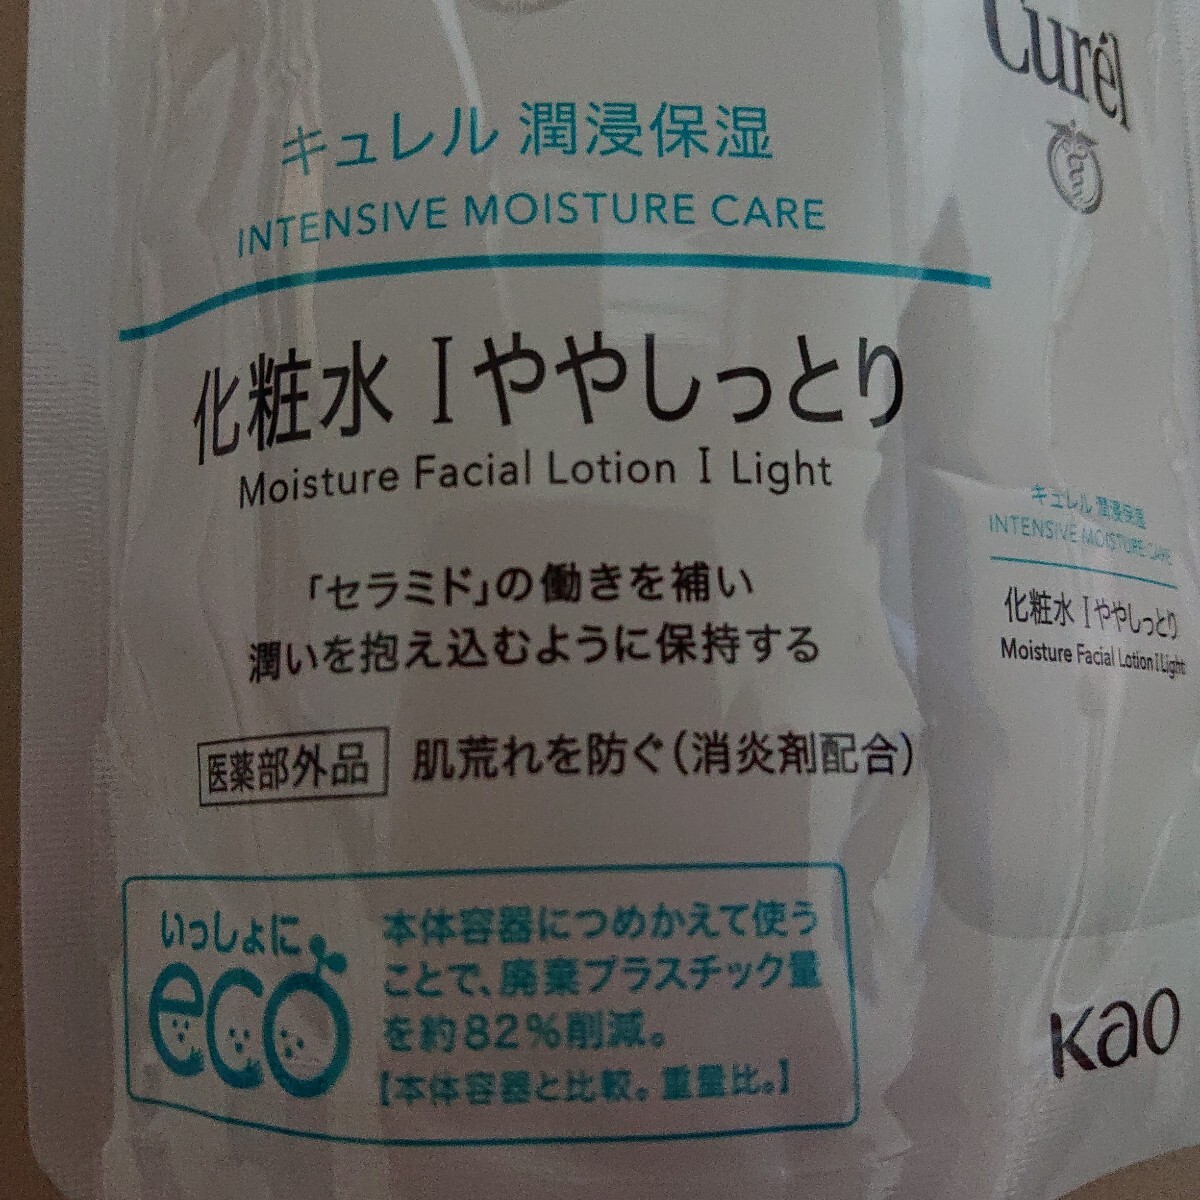 キュレル 潤浸保湿
INTENSIVE MOISTURE CARE
化粧水 I ややしっとり
Moisture Facial Lotion I Light
「セラミド」の働きを補い
潤いを抱え込むように保持する
医薬部外品 肌荒れを防ぐ(消炎剤配合)
いっしょに
eco
本体容器につめかえて使う
ことで、廃棄プラスチック量
を約82%削減。
【本体容器と比較。重量比。】
Curél
キュレル 潤浸保湿
INTENSIVE MOISTURE CARE
化粧水 I ややしっとり
Moisture Facial Lotion I Light
Kao